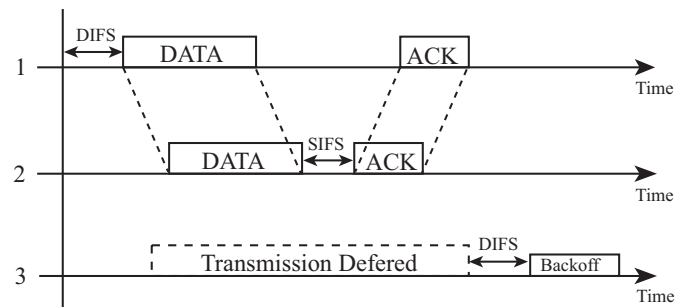 DIFS
DATA
ACK
1
Time
SIFS
DATA
ACK
2
Time
DIFS
Transmission Defered
Backoff
3
Time